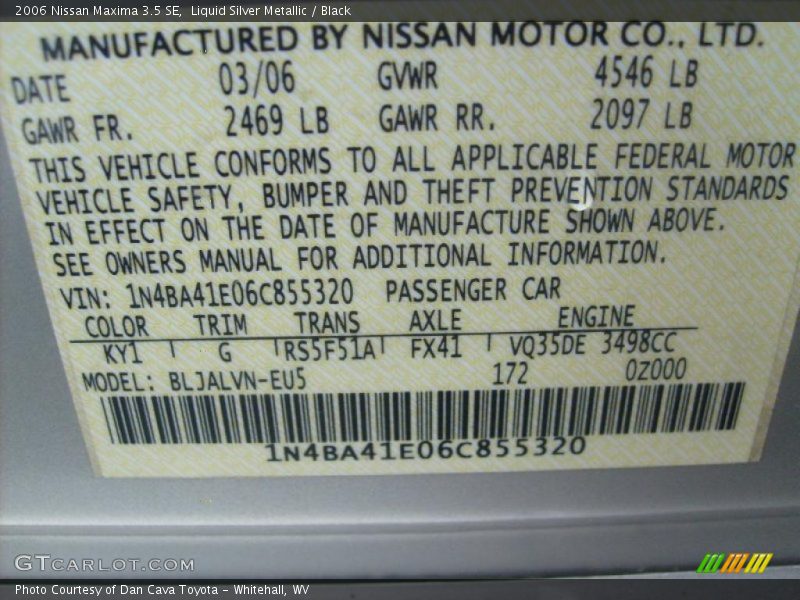 2006 Nissan Maxima 3.5 SE, Liquid Silver Metallic / Black
MANUFACTURED BY NISSAN MOTOR CO., LTD.
DATE 03/06 GVWR 4546 LB
GAWR FR. 2469 LB GAWR RR. 2097 LB
THIS VEHICLE CONFORMS TO ALL APPLICABLE FEDERAL MOTOR
VEHICLE SAFETY, BUMPER AND THEFT PREVENTION STANDARDS
IN EFFECT ON THE DATE OF MANUFACTURE SHOWN ABOVE.
SEE OWNERS MANUAL FOR ADDITIONAL INFORMATION.
VIN: 1N4BA41E06C855320 PASSENGER CAR
COLOR TRIM TRANS AXLE ENGINE
KY1 G RS5F51A FX41 VQ35DE 3498CC
MODEL: BLJALVN-EU5 172 0Z000
1N4BA41E06C855320
GTCARLOT.COM
Photo Courtesy of Dan Cava Toyota - Whitehall, WV